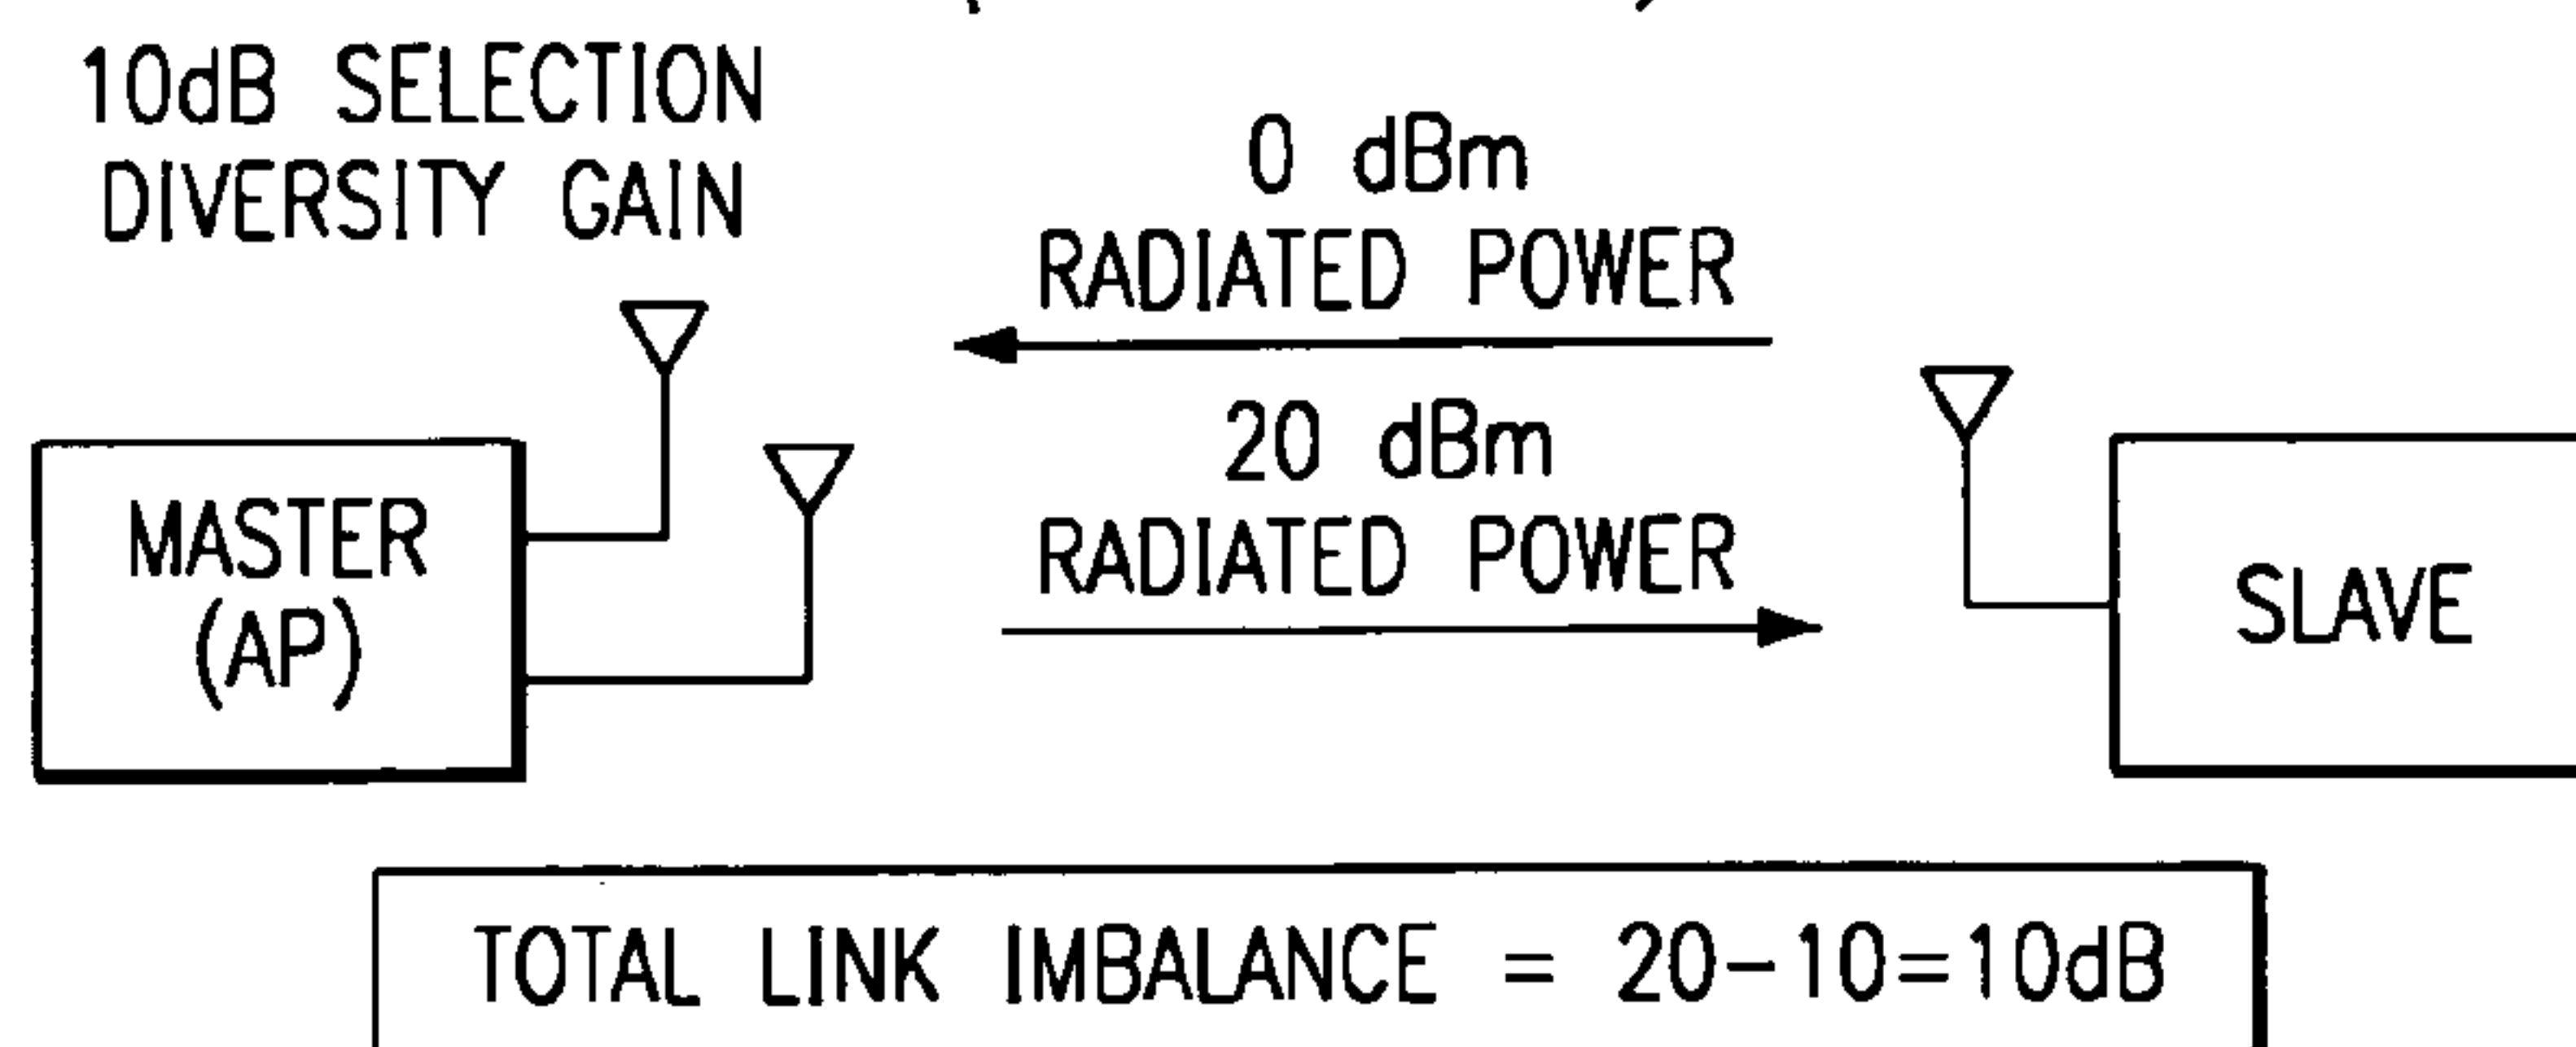 10dB SELECTION
DIVERSITY GAIN
0 dBm
RADIATED POWER
20 dBm
RADIATED POWER
MASTER
(AP)
SLAVE
TOTAL LINK IMBALANCE = 20-10=10dB